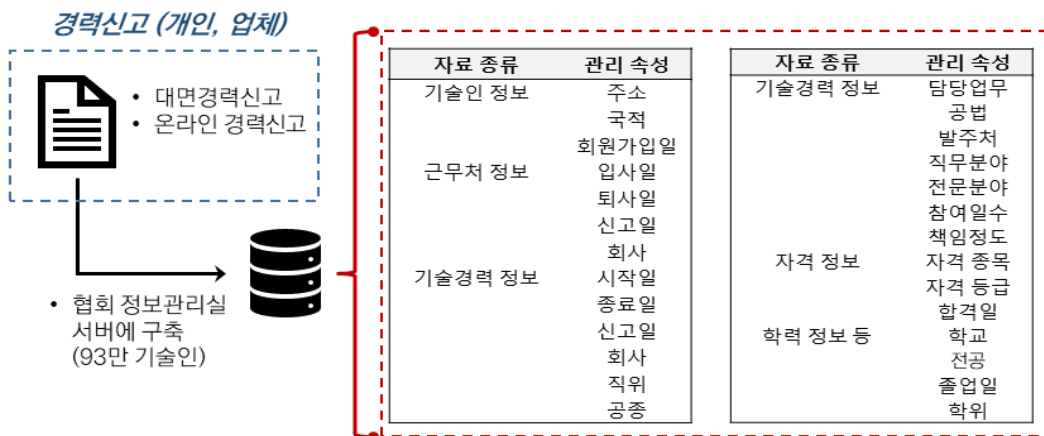 경력신고 (개인, 업체)
• 대면경력신고
• 온라인 경력신고
• 협회 정보관리실
서버에 구축
(93만 기술인)
자료 종류 관리 속성
기술인 정보 주소
국적
회원가입일
근무처 정보 입사일
퇴사일
신고일
회사
기술경력 정보 시작일
종료일
신고일
회사
직위
공종
자료 종류 관리 속성
기술경력 정보 담당업무
공법
발주처
직무분야
전문분야
참여일수
책임정도
자격 정보 자격 종목
자격 등급
합격일
학력 정보 등 학교
전공
졸업일
학위